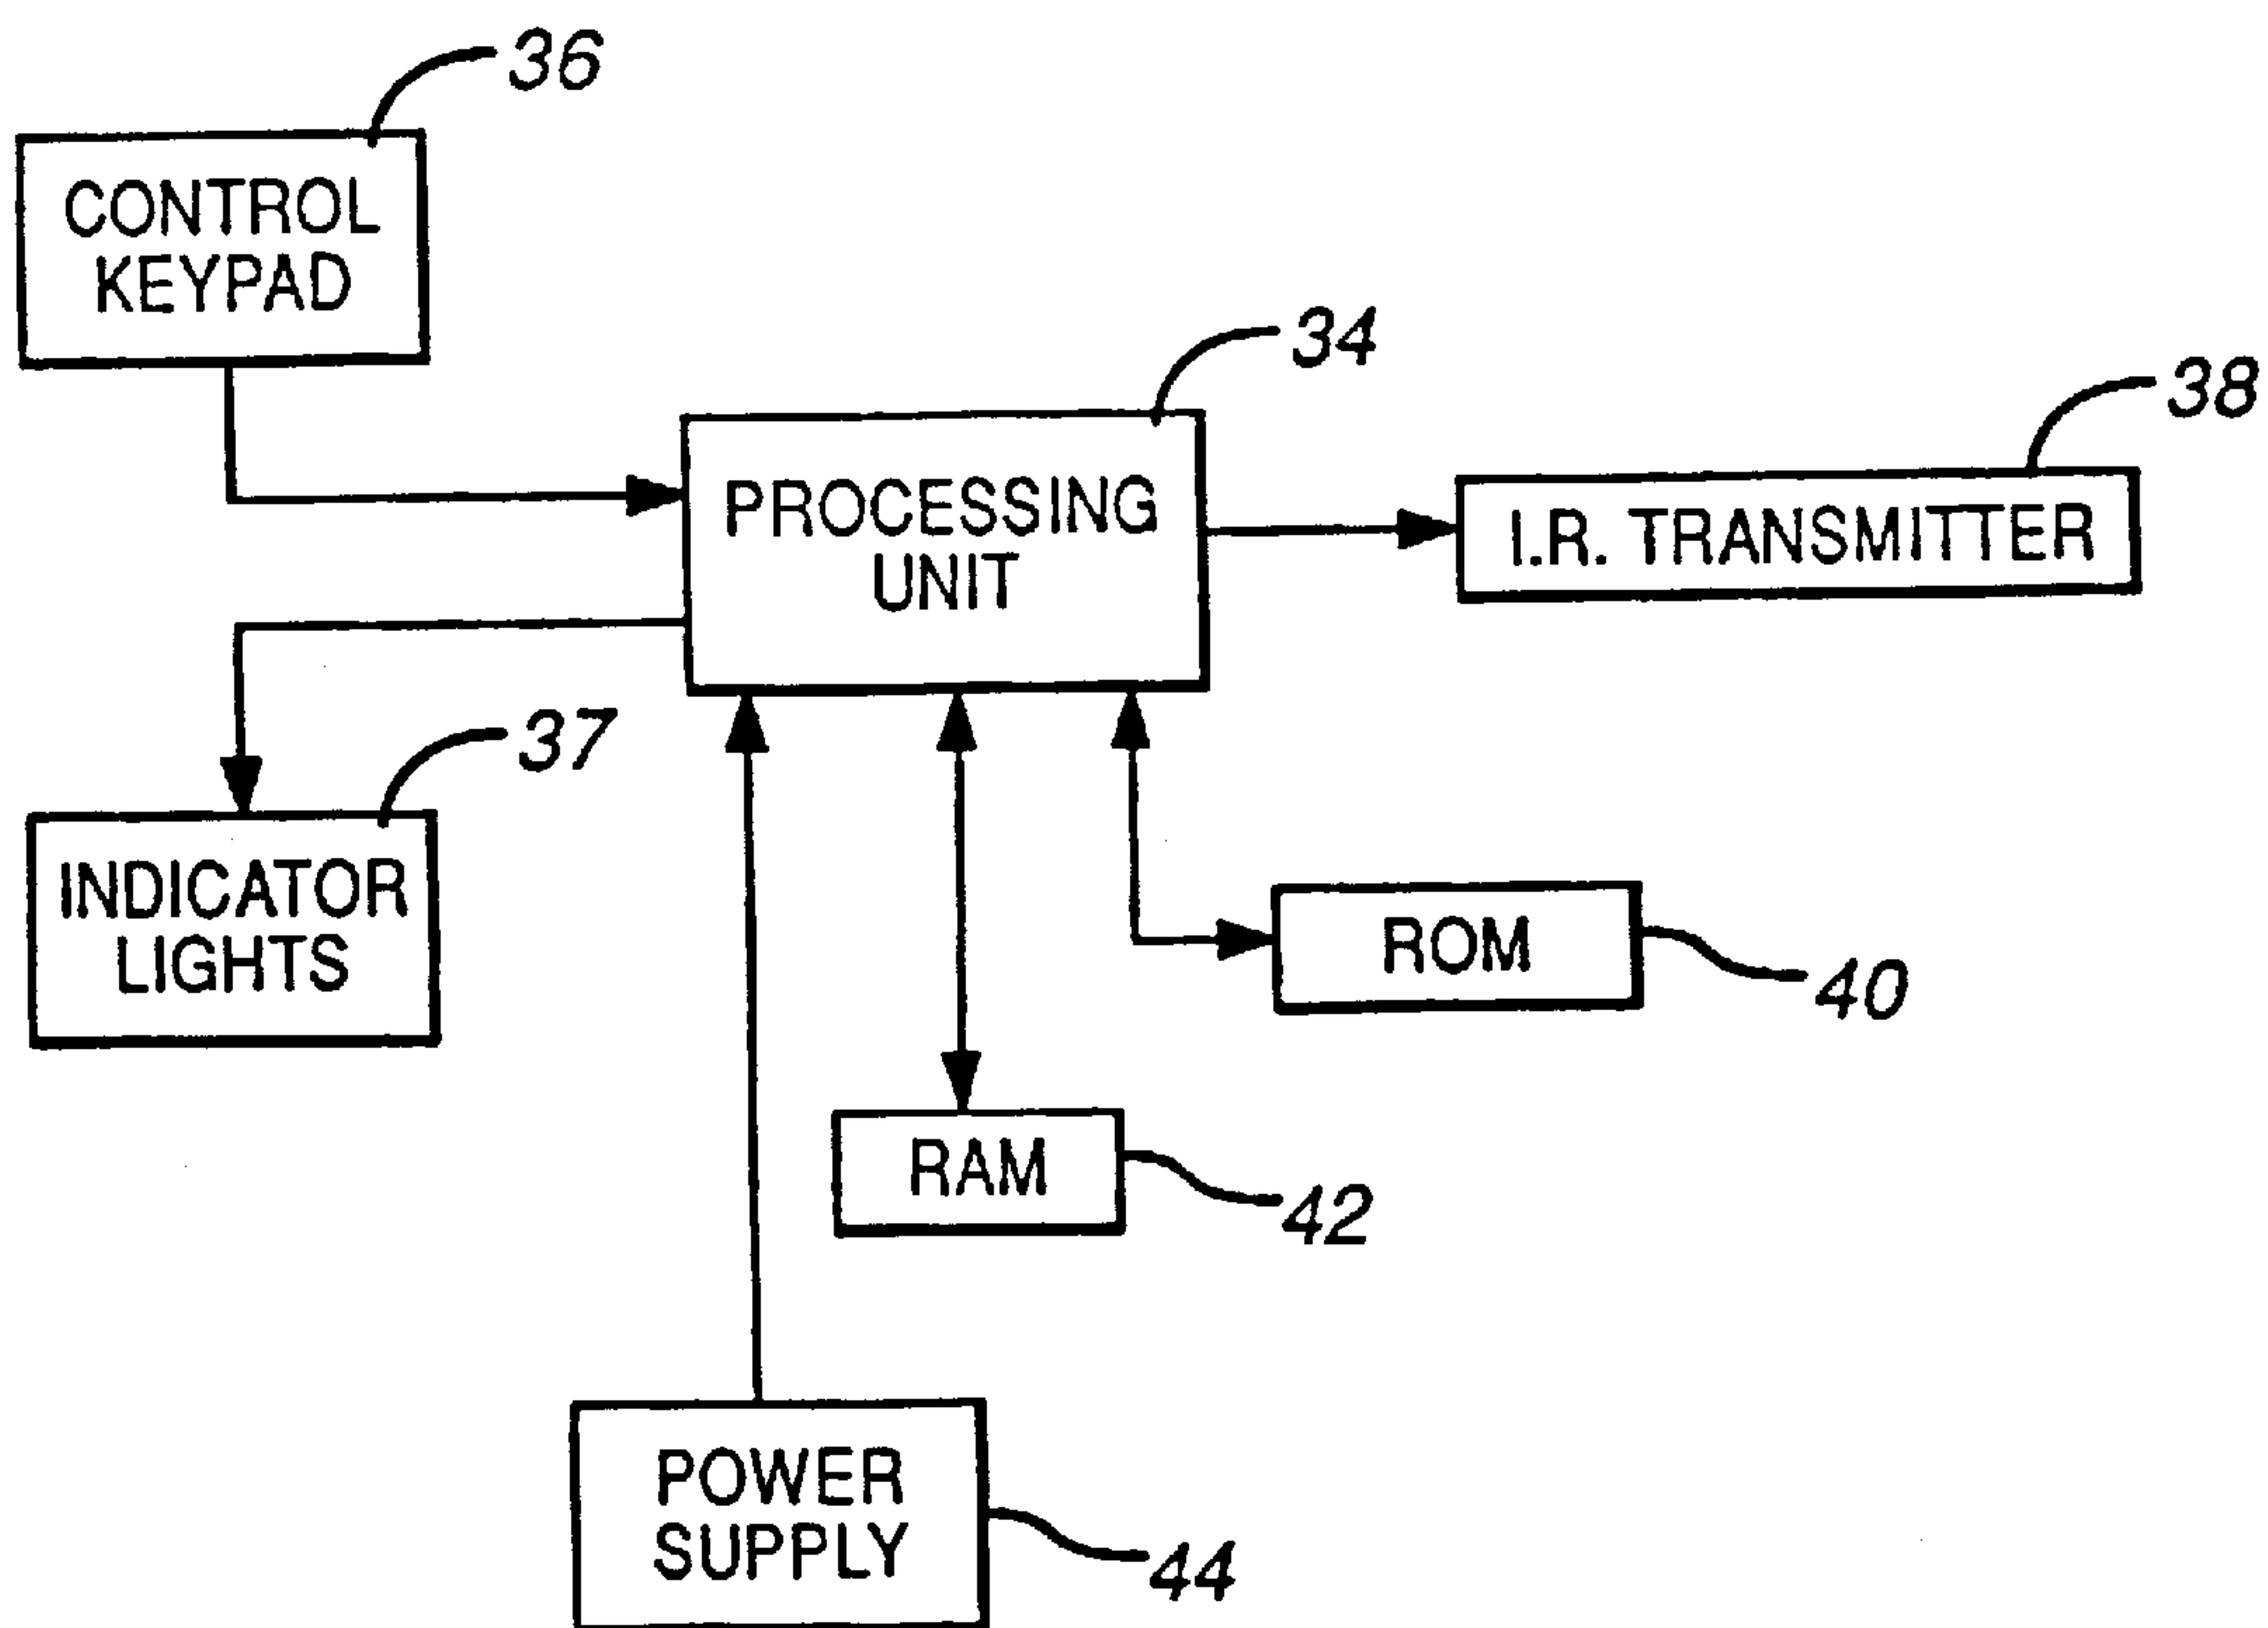 36
CONTROL
KEYPAD
34
38
PROCESSING
UNIT
I.R. TRANSMITTER
37
INDICATOR
LIGHTS
ROM
40
RAM
42
POWER
SUPPLY
44